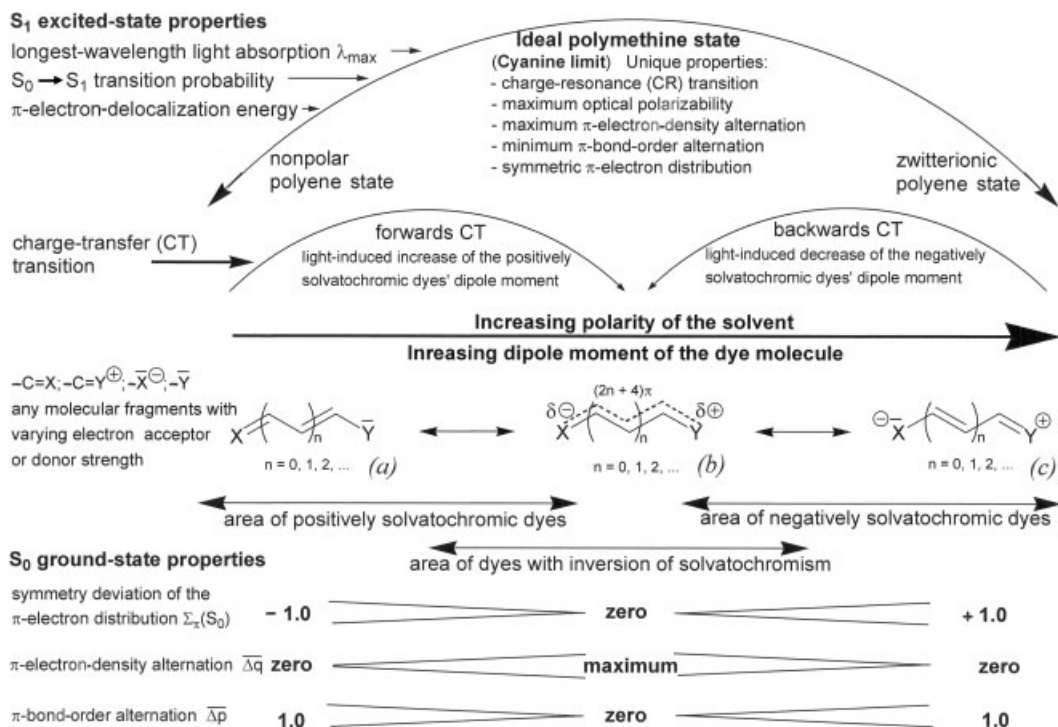 S₁ excited-state properties
longest-wavelength light absorption λmax
S₀ → S₁ transition probability
π-electron-delocalization energy
Ideal polymethine state
(Cyanine limit) Unique properties:
- charge-resonance (CR) transition
- maximum optical polarizability
- maximum π-electron-density alternation
- minimum π-bond-order alternation
- symmetric π-electron distribution
nonpolar
polyene state
zwitterionic
polyene state
charge-transfer (CT)
transition
forwards CT
light-induced increase of the positively
solvatochromic dyes' dipole moment
backwards CT
light-induced decrease of the negatively
solvatochromic dyes' dipole moment
Increasing polarity of the solvent
Inreasing dipole moment of the dye molecule
–C=X; –C=Y⊕; –X̅⊖; –Y̅
any molecular fragments with
varying electron acceptor
or donor strength
X ( )n Y̅
n = 0, 1, 2, ... (a)
(2n + 4)π
δ⊖ δ⊕
X ( )n Y
n = 0, 1, 2, ... (b)
⊖X̅ ( )n Y⊕
n = 0, 1, 2, ... (c)
area of positively solvatochromic dyes
area of negatively solvatochromic dyes
area of dyes with inversion of solvatochromism
S₀ ground-state properties
symmetry deviation of the
π-electron distribution Σπ(S₀) – 1.0 zero + 1.0
π-electron-density alternation Δq̅ zero maximum zero
π-bond-order alternation Δp̅ 1.0 zero 1.0